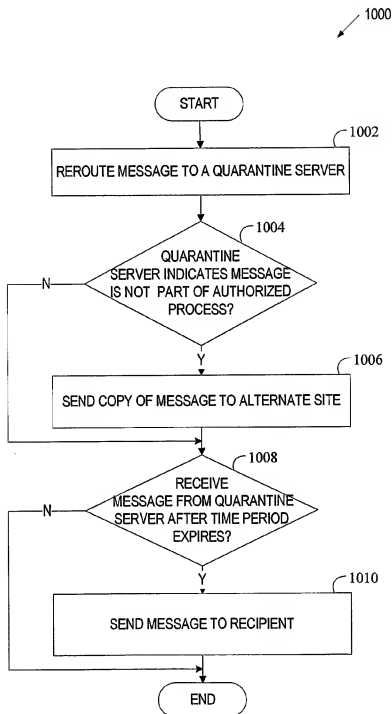 1000
START
1002
REROUTE MESSAGE TO A QUARANTINE SERVER
1004
QUARANTINE
SERVER INDICATES MESSAGE
IS NOT PART OF AUTHORIZED
PROCESS?
N
Y
1006
SEND COPY OF MESSAGE TO ALTERNATE SITE
1008
RECEIVE
MESSAGE FROM QUARANTINE
SERVER AFTER TIME PERIOD
EXPIRES?
N
Y
1010
SEND MESSAGE TO RECIPIENT
END